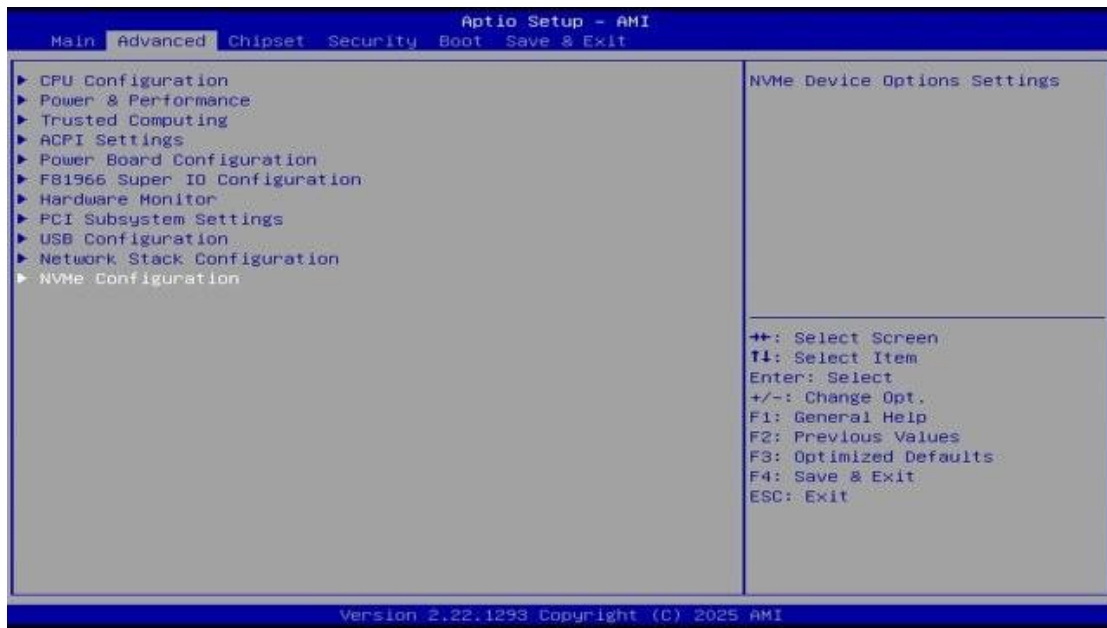 Aptio Setup - AMI
Main Advanced Chipset Security Boot Save & Exit
► CPU Configuration
► Power & Performance
► Trusted Computing
► ACPI Settings
► Power Board Configuration
► F81966 Super IO Configuration
► Hardware Monitor
► PCI Subsystem Settings
► USB Configuration
► Network Stack Configuration
► NVMe Configuration
NVMe Device Options Settings
→←: Select Screen
↑↓: Select Item
Enter: Select
+/-: Change Opt.
F1: General Help
F2: Previous Values
F3: Optimized Defaults
F4: Save & Exit
ESC: Exit
Version 2.22.1293 Copyright (C) 2025 AMI